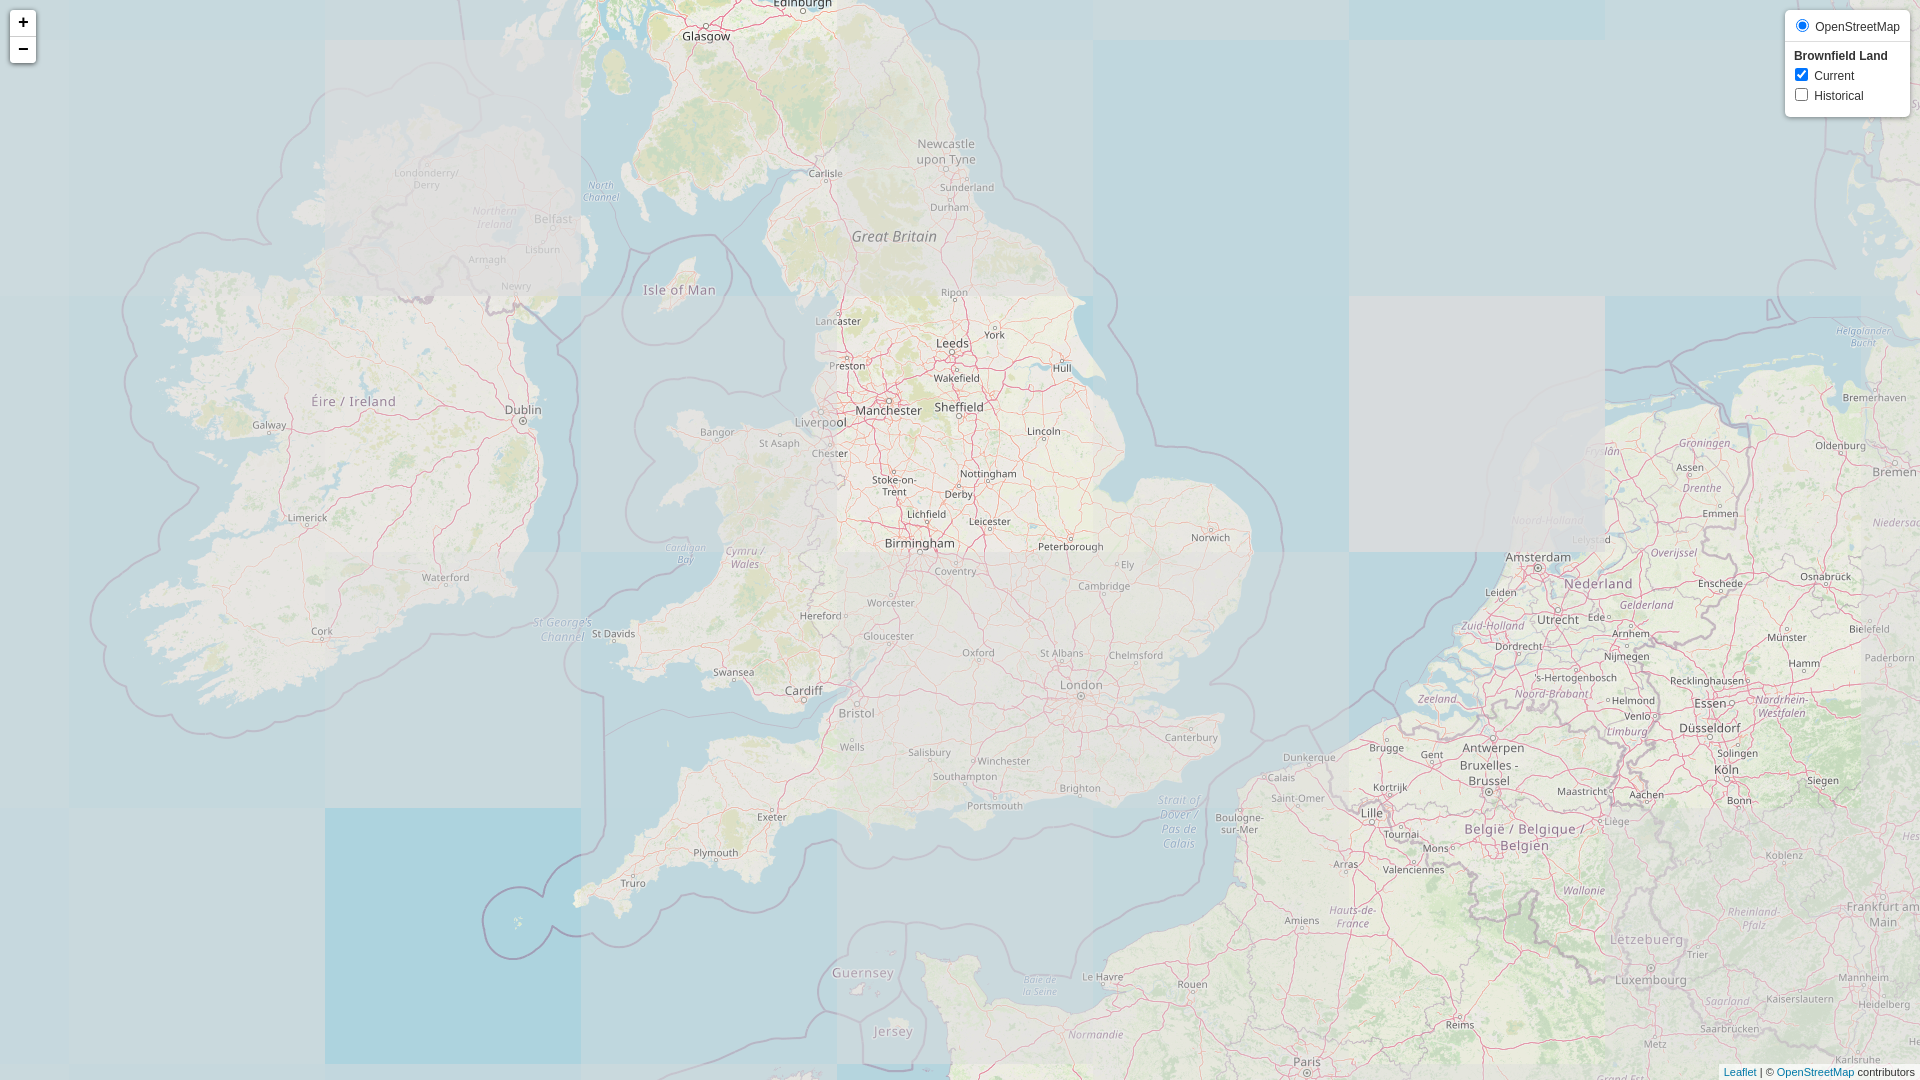 +
−
OpenStreetMap
Brownfield Land
Current
Historical
Edinburgh
Glasgow
Newcastle
upon Tyne
Londonderry/
Derry
Carlisle
North
Channel
Sunderland
Durham
Northern
Ireland
Belfast
Great Britain
Lisburn
Armagh
Newry
Isle of Man
Ripon
Lancaster
York
Helgoländer
Bucht
Leeds
Preston
Hull
Wakefield
Bremerhaven
Éire / Ireland
Dublin
Manchester
Sheffield
Galway
Liverpool
Bangor
St Asaph
Lincoln
Groningen
Oldenburg
Chester
Fryslân
Assen
Bremen
Stoke-on-
Trent
Nottingham
Derby
Drenthe
Limerick
Lichfield
Leicester
Emmen
Noord-Holland
Niedersac
Birmingham
Peterborough
Norwich
Lelystad
Cardigan
Bay
Cymru /
Wales
Amsterdam
Overijssel
Coventry
Ely
Waterford
Cambridge
Nederland
Enschede
Osnabrück
Leiden
Worcester
Gelderland
Hereford
Utrecht
Ede
St George's
Channel
Cork
St Davids
Gloucester
Zuid-Holland
Arnhem
Münster
Bielefeld
Dordrecht
Nijmegen
Oxford
St Albans
Chelmsford
Paderborn
Hamm
Swansea
's-Hertogenbosch
Recklinghausen
London
Cardiff
Noord-Brabant
Zeeland
Helmond
Essen
Nordrhein-
Westfalen
Bristol
Venlo
Düsseldorf
Limburg
Canterbury
Wells
Salisbury
Brugge
Gent
Antwerpen
Solingen
Winchester
Dunkerque
Bruxelles -
Brussel
Köln
Southampton
Calais
Kortrijk
Maastricht
Aachen
Siegen
Brighton
Saint-Omer
Bonn
Portsmouth
Strait of
Dover /
Pas de
Calais
Exeter
Boulogne-
sur-Mer
Lille
Liège
België / Belgique /
Belgien
Tournai
Mons
Plymouth
Arras
Valenciennes
Koblenz
Truro
Wallonie
Hauts-de-
France
Amiens
Rheinland-
Pfalz
Frankfurt am
Main
Lëtzebuerg
Trier
Guernsey
Le Havre
Baie de
la Seine
Rouen
Luxembourg
Mannheim
Saarland
Kaiserslautern
Heidelberg
Jersey
Normandie
Reims
Saarbrücken
Metz
Paris
Karlsruhe
Leaflet | © OpenStreetMap contributors